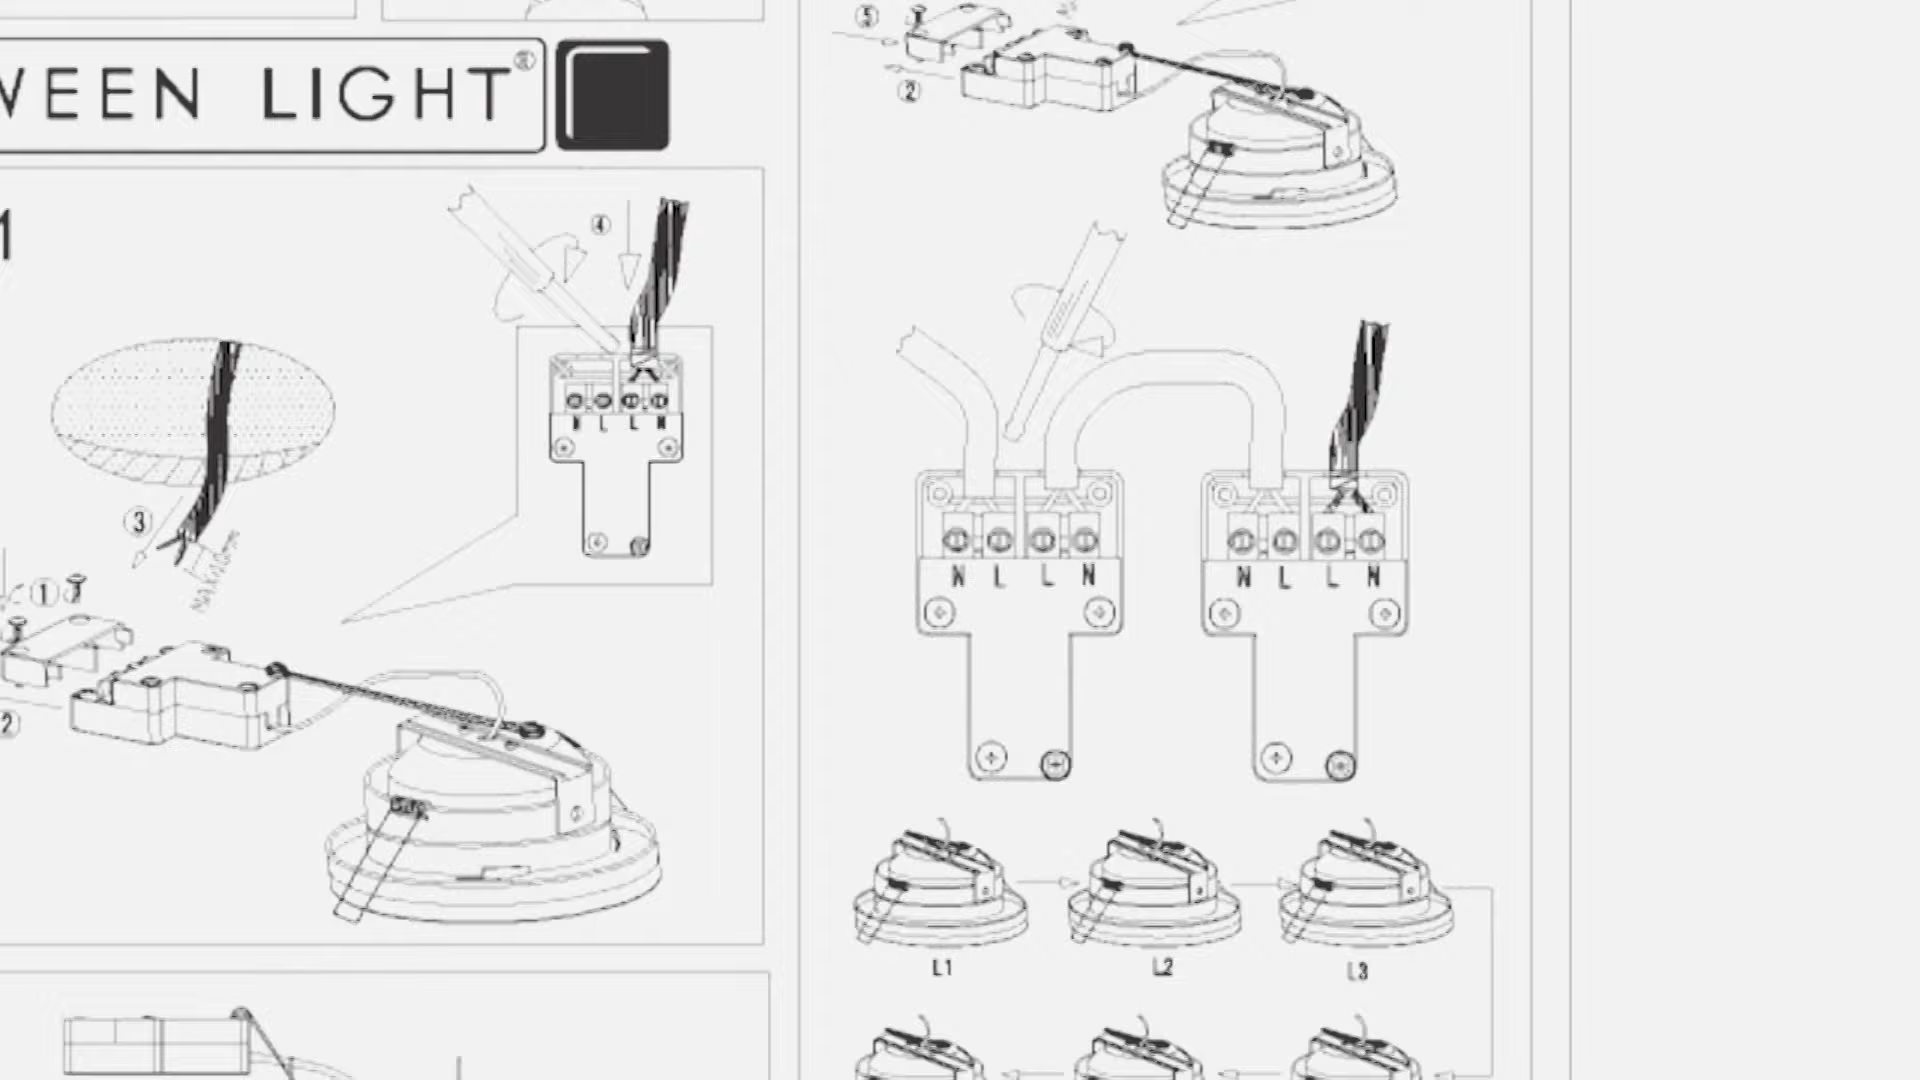 WEEN LIGHT®
1
④
N L L N
③
①
2
⑤
②
N L L N
N L L N
L1
L2
L3